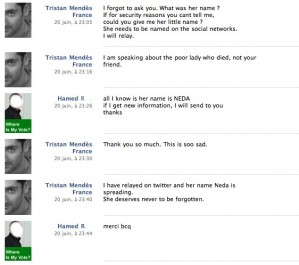 Tristan Mendès France
20 juin, à 23:05
I forgot to ask you. What was her name ?
If for security reasons you cant tell me,
could you give me her little name ?
She needs to be named on the social networks.
I will relay.
Tristan Mendès France
20 juin, à 23:16
I am speaking about the poor lady who died, not your
friend.
Hamed R.
20 juin, à 23:26
all I know is her name is NEDA
if I get new information, I will send to you
thanks
Where
Is My Vote?
Tristan Mendès France
20 juin, à 23:30
Thank you so much. This is soo sad.
Tristan Mendès France
20 juin, à 23:40
I have relayed on twitter and her name Neda is
spreading.
She deserves never to be forgotten.
Hamed R.
20 juin, à 23:44
merci bcq
Where
Is My Vote?